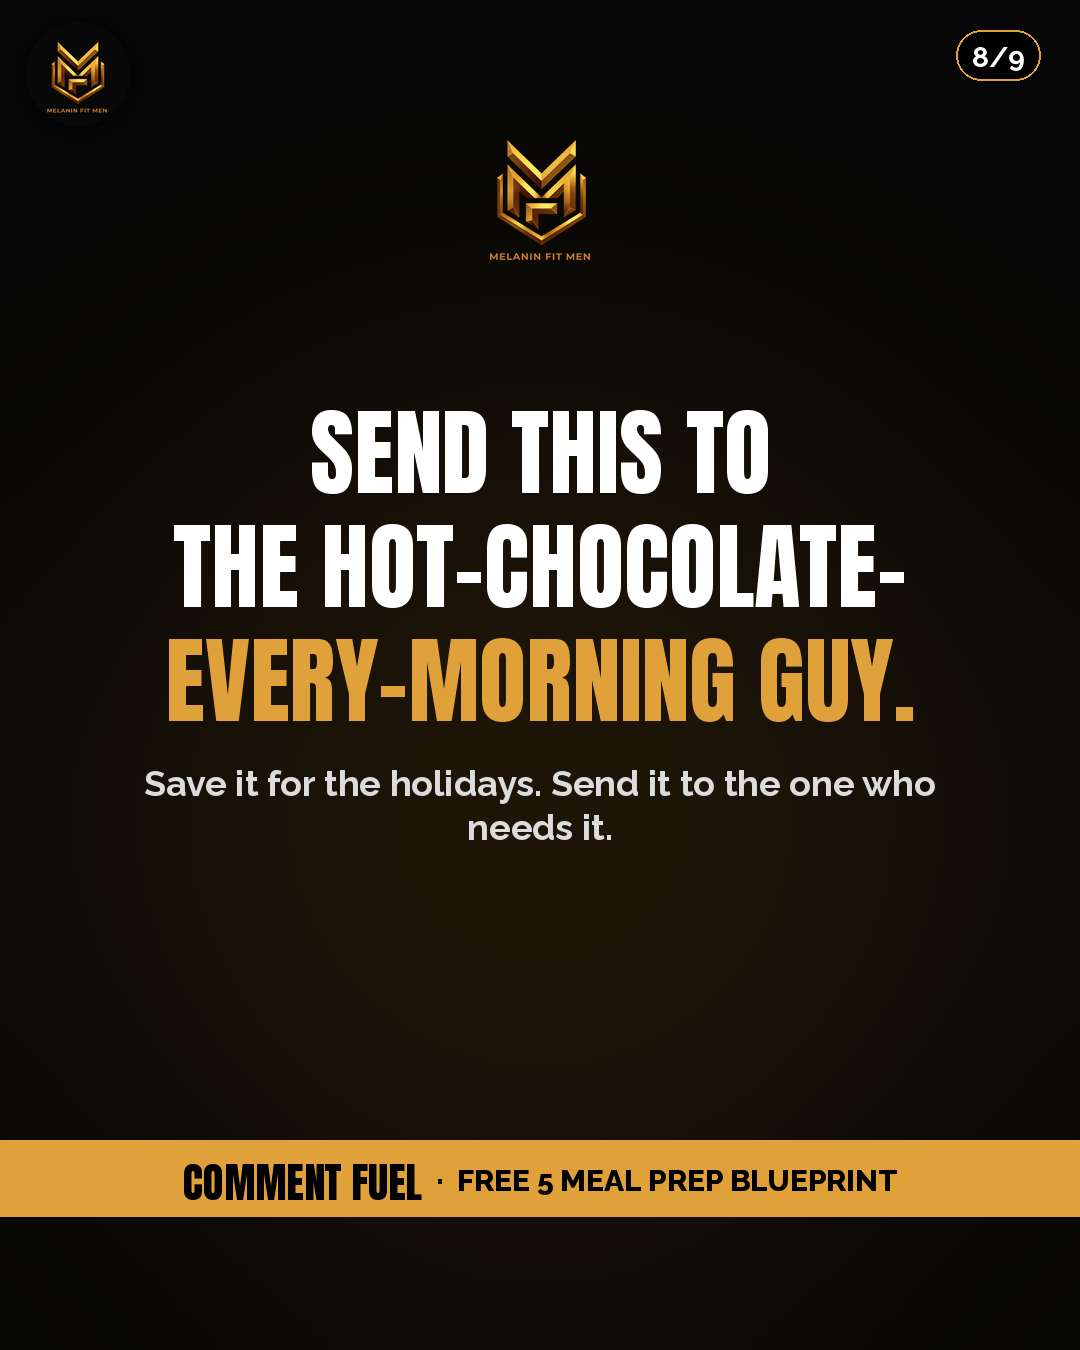 MELANIN FIT MEN
8/9
MELANIN FIT MEN
SEND THIS TO
THE HOT-CHOCOLATE-
EVERY-MORNING GUY.
Save it for the holidays. Send it to the one who
needs it.
COMMENT FUEL · FREE 5 MEAL PREP BLUEPRINT